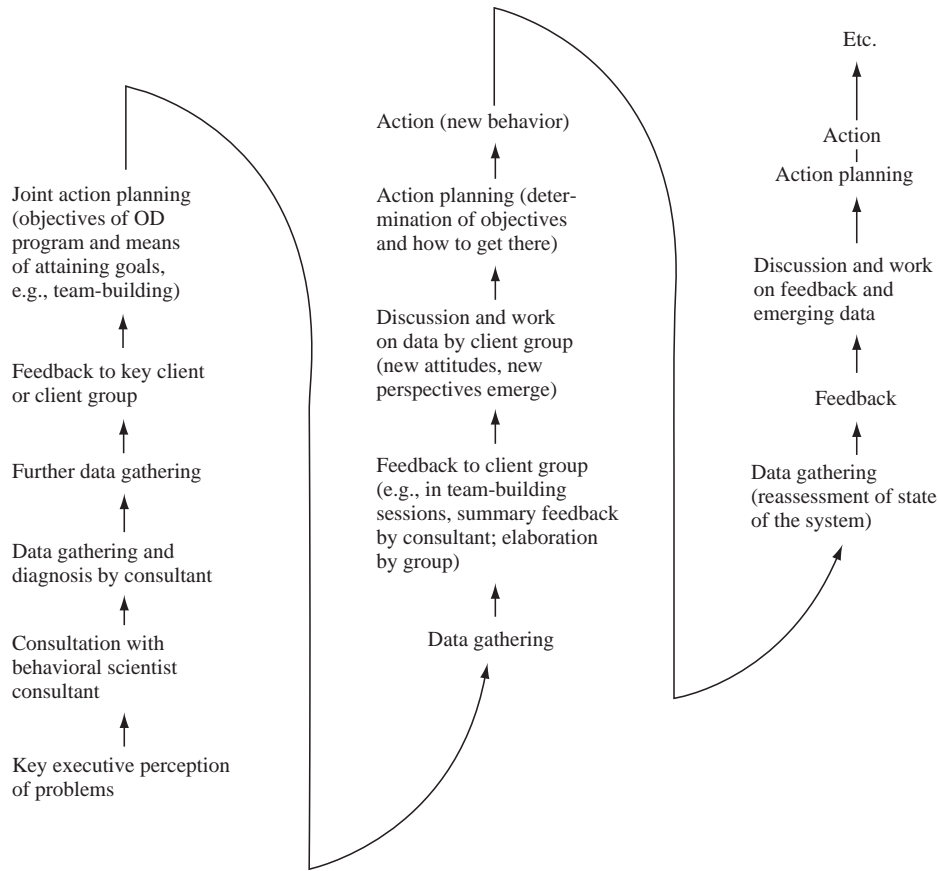 Joint action planning
(objectives of OD
program and means
of attaining goals,
e.g., team-building)
Feedback to key client
or client group
Further data gathering
Data gathering and
diagnosis by consultant
Consultation with
behavioral scientist
consultant
Key executive perception
of problems
Action (new behavior)
Action planning (deter-
mination of objectives
and how to get there)
Discussion and work
on data by client group
(new attitudes, new
perspectives emerge)
Feedback to client group
(e.g., in team-building
sessions, summary feedback
by consultant; elaboration
by group)
Data gathering
Etc.
Action
Action planning
Discussion and work
on feedback and
emerging data
Feedback
Data gathering
(reassessment of state
of the system)